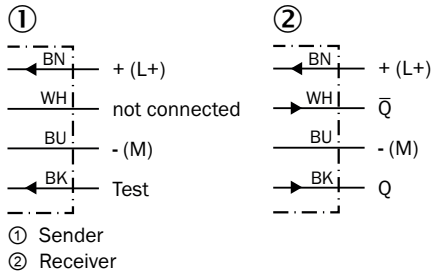 ① ②
BN + (L+) BN + (L+)
WH not connected WH Q̅
BU - (M) BU - (M)
BK Test BK Q
① Sender
② Receiver